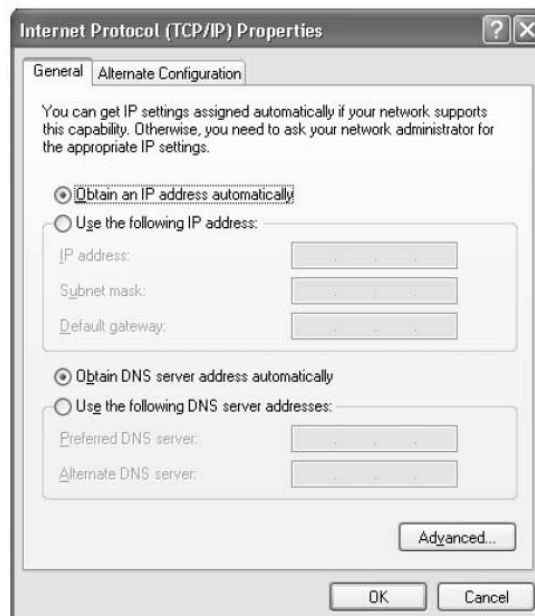 Internet Protocol (TCP/IP) Properties
General
Alternate Configuration
You can get IP settings assigned automatically if your network supports
this capability. Otherwise, you need to ask your network administrator for
the appropriate IP settings.
Obtain an IP address automatically
Use the following IP address:
IP address:
Subnet mask:
Default gateway:
Obtain DNS server address automatically
Use the following DNS server addresses:
Preferred DNS server:
Alternate DNS server:
Advanced...
OK
Cancel